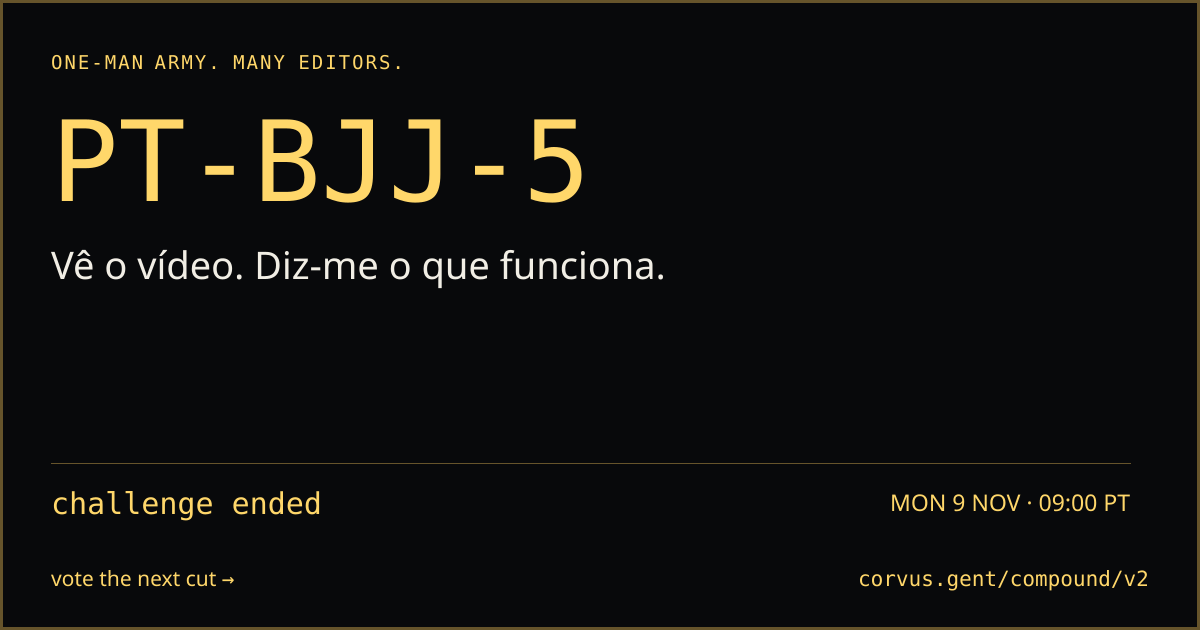 ONE-MAN ARMY. MANY EDITORS.
PT-BJJ-5
Vê o vídeo. Diz-me o que funciona.
challenge ended
MON 9 NOV · 09:00 PT
vote the next cut →
corvus.gent/compound/v2